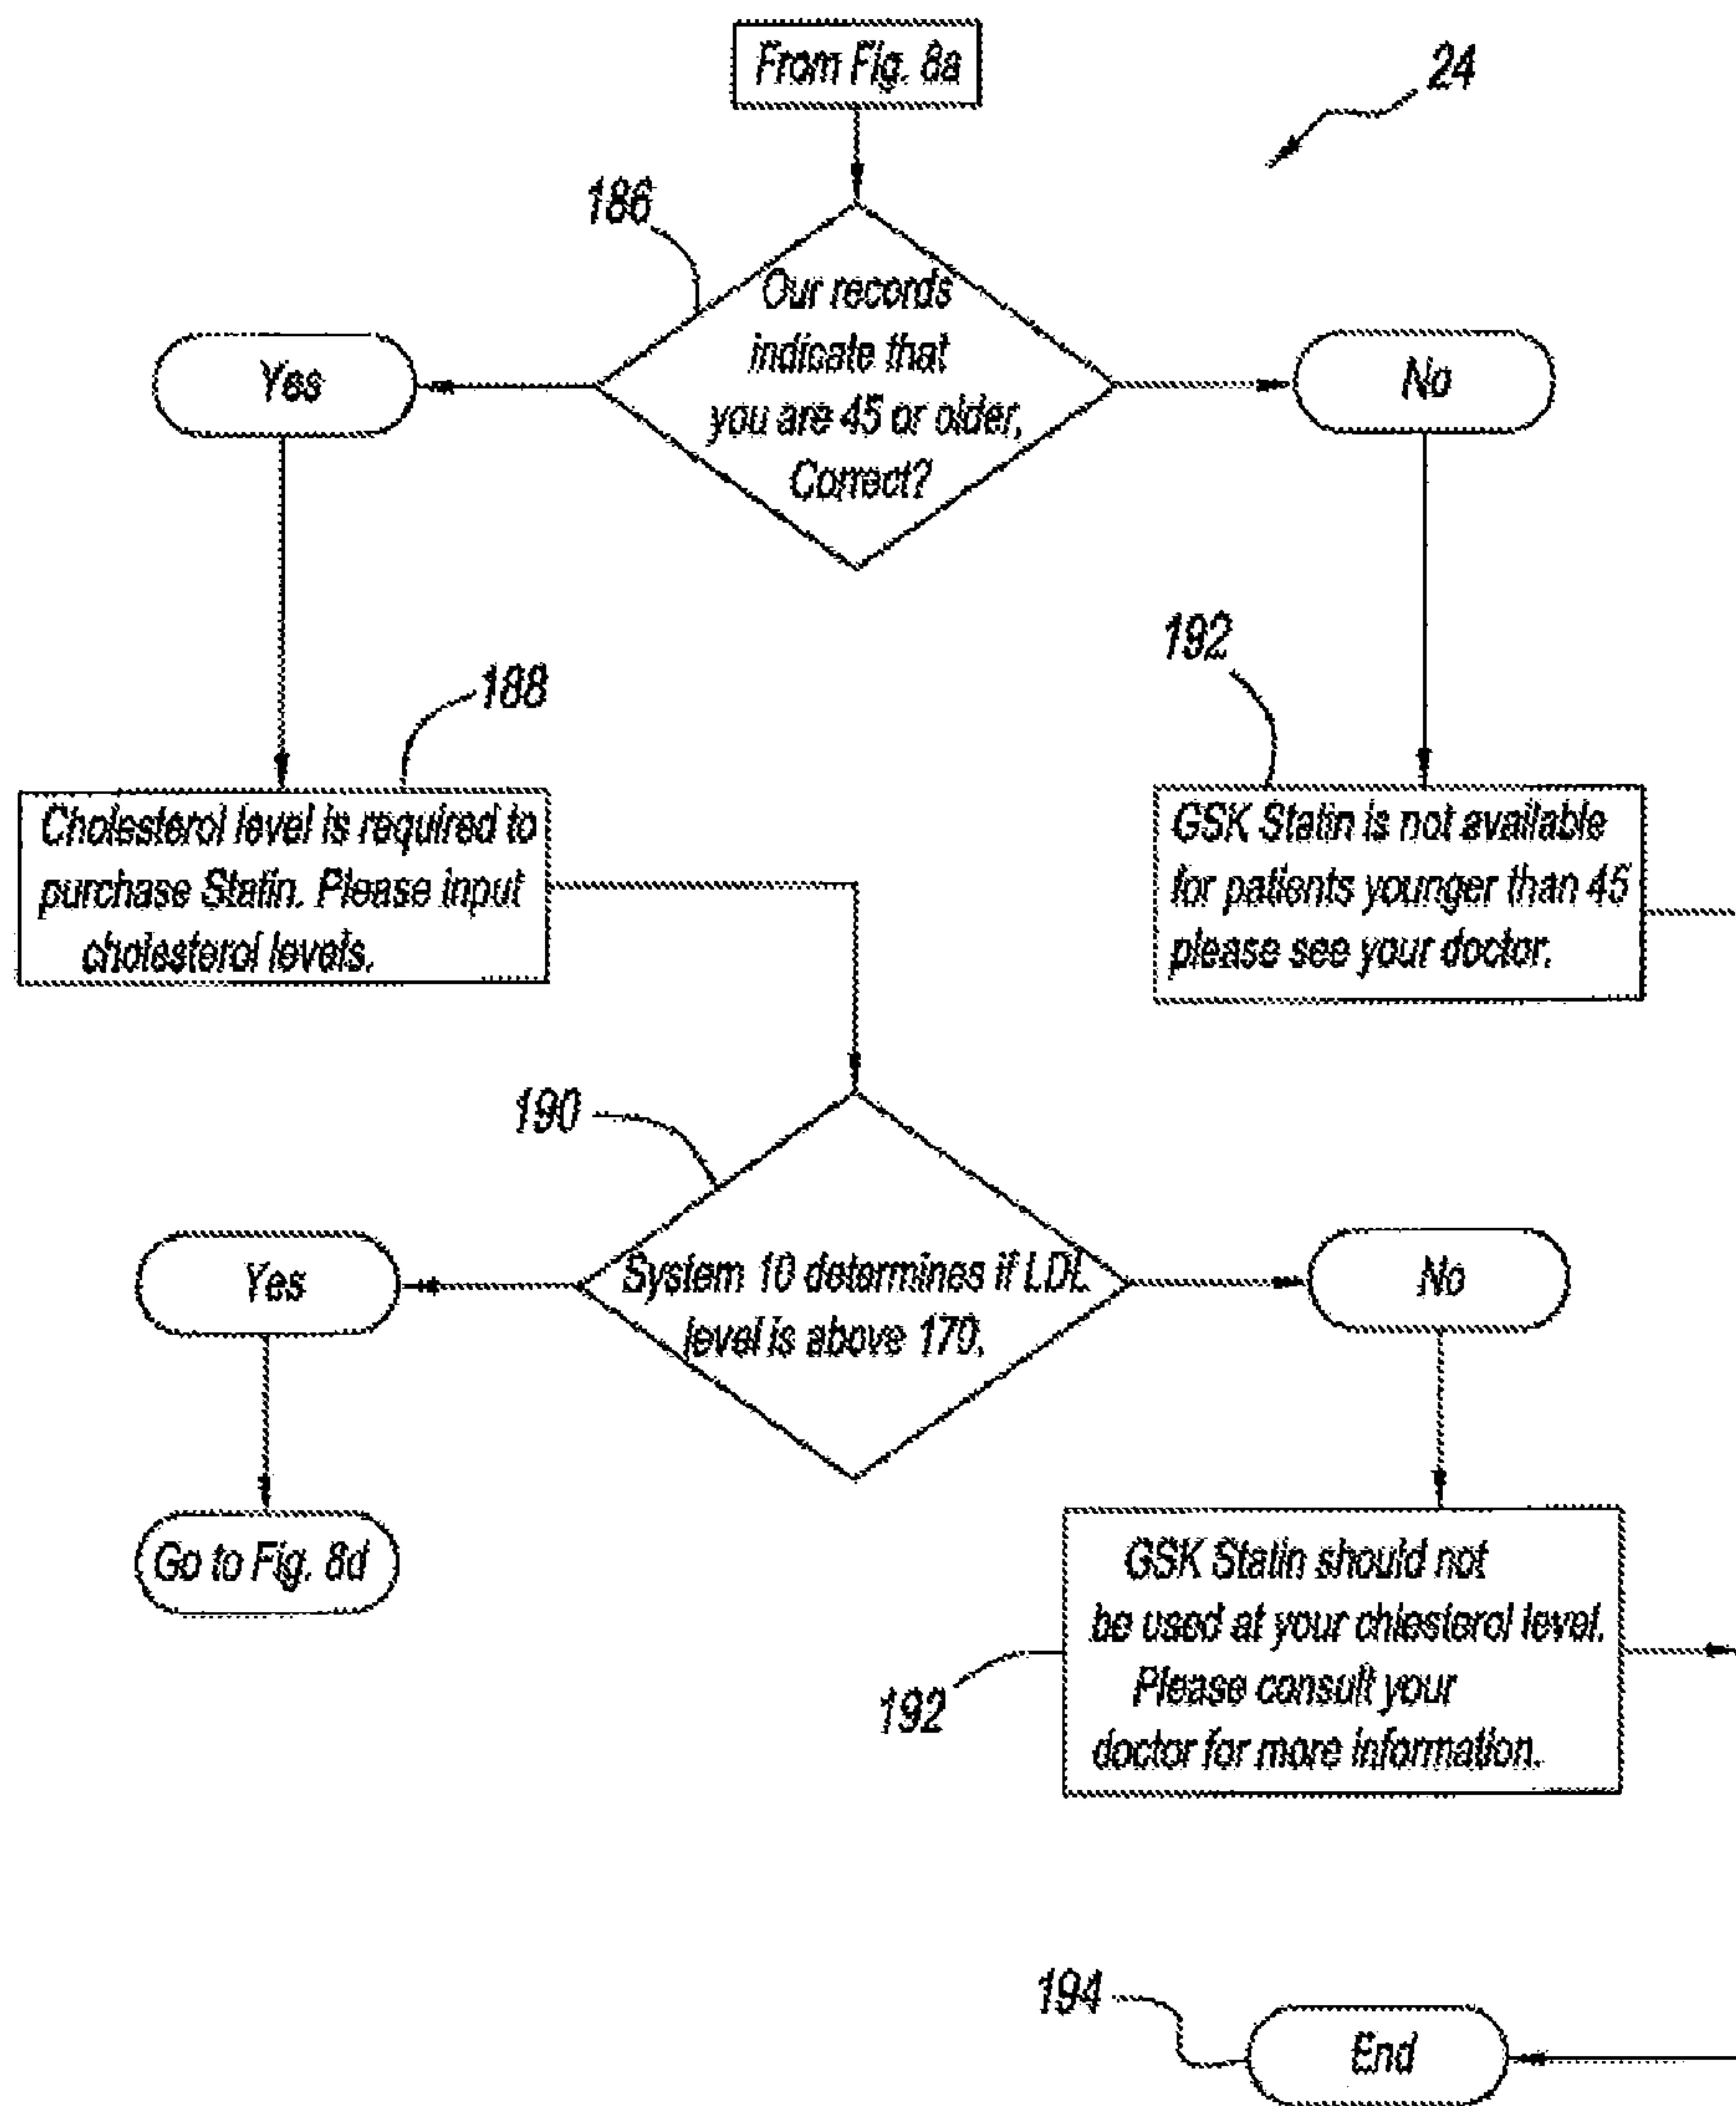 From Fig. 8a
24
186
Our records
indicate that
you are 45 or older,
Correct?
Yes
No
188
192
Cholesterol level is required to
purchase Statin. Please input
cholesterol levels.
GSK Statin is not available
for patients younger than 45
please see your doctor.
190
System 10 determines if LDL
level is above 170.
Yes
No
Go to Fig. 8d
GSK Statin should not
be used at your chlesterol level.
Please consult your
doctor for more information.
192
194
End